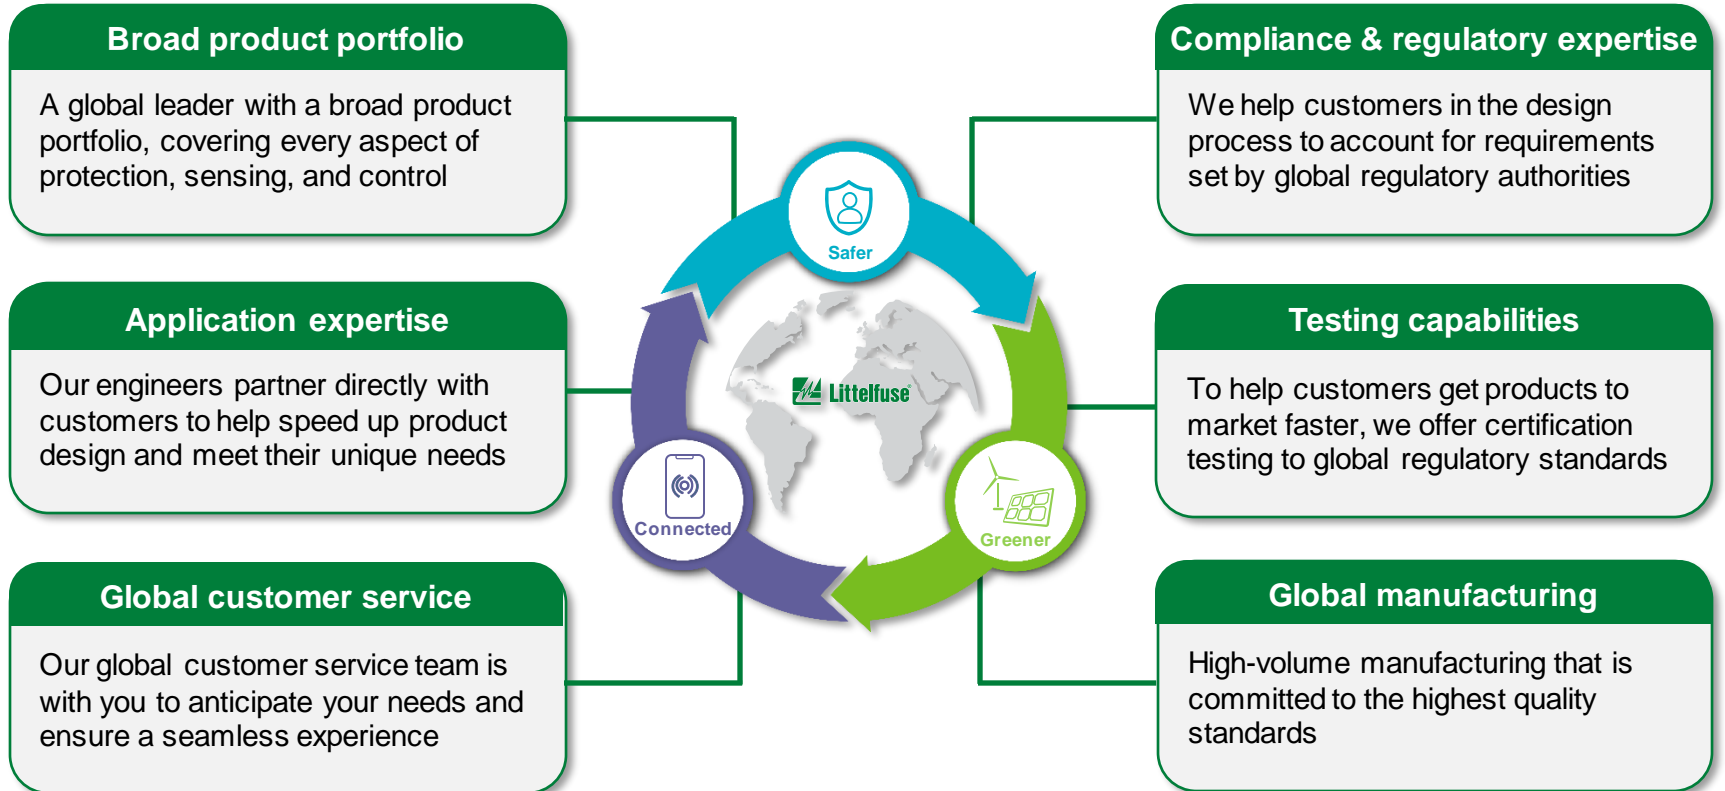 Broad product portfolio
A global leader with a broad product
portfolio, covering every aspect of
protection, sensing, and control
Application expertise
Our engineers partner directly with
customers to help speed up product
design and meet their unique needs
Global customer service
Our global customer service team is
with you to anticipate your needs and
ensure a seamless experience
Safer
Littelfuse®
Connected
Greener
Compliance & regulatory expertise
We help customers in the design
process to account for requirements
set by global regulatory authorities
Testing capabilities
To help customers get products to
market faster, we offer certification
testing to global regulatory standards
Global manufacturing
High-volume manufacturing that is
committed to the highest quality
standards